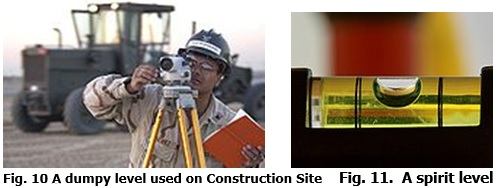 Fig. 10 A dumpy level used on Construction Site
Fig. 11. A spirit level